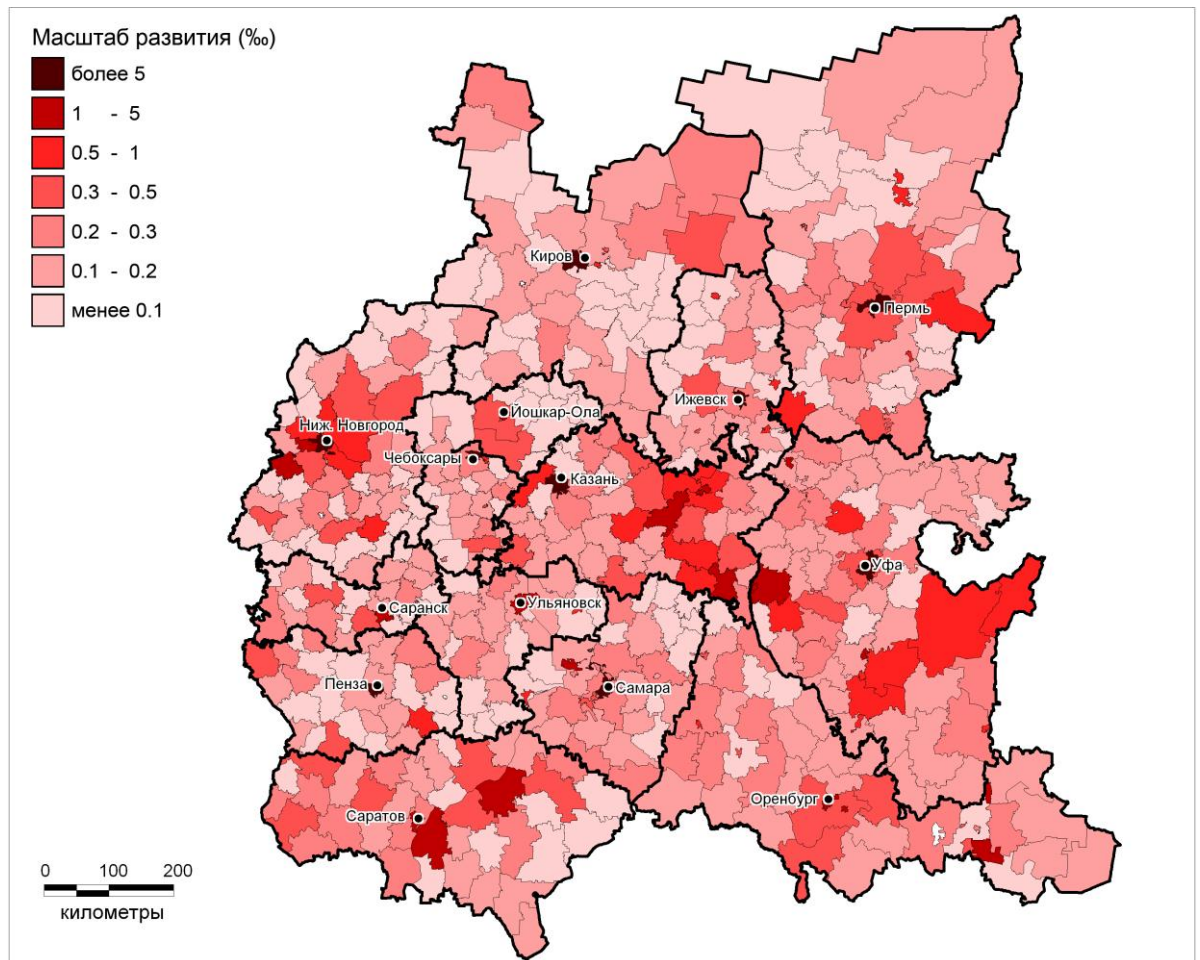 Масштаб развития (‰)
более 5
1 - 5
0.5 - 1
0.3 - 0.5
0.2 - 0.3
0.1 - 0.2
менее 0.1
Киров
Пермь
Ижевск
Йошкар-Ола
Ниж. Новгород
Чебоксары
Казань
Уфа
Саранск
Ульяновск
Пенза
Самара
Оренбург
Саратов
0 100 200
километры